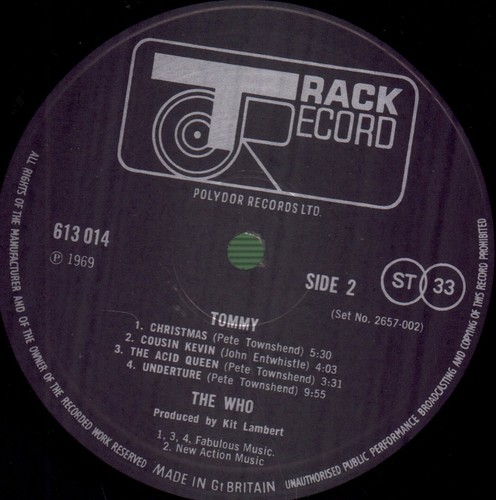 TRACK
RECORD
POLYDOR RECORDS LTD.
613 014
℗ 1969
SIDE 2
ST 33
(Set No. 2657-002)
TOMMY
1. CHRISTMAS (Pete Townshend) 5:30
2. COUSIN KEVIN (John Entwhistle) 4:03
3. THE ACID QUEEN (Pete Townshend) 3:31
4. UNDERTURE (Pete Townshend) 9:55
THE WHO
Produced by Kit Lambert
1, 3, 4. Fabulous Music.
2. New Action Music
ALL RIGHTS OF THE MANUFACTURER AND OF THE OWNER OF THE RECORDED WORK RESERVED
MADE IN Gt BRITAIN
UNAUTHORISED PUBLIC PERFORMANCE BROADCASTING AND COPYING OF THIS RECORD PROHIBITED